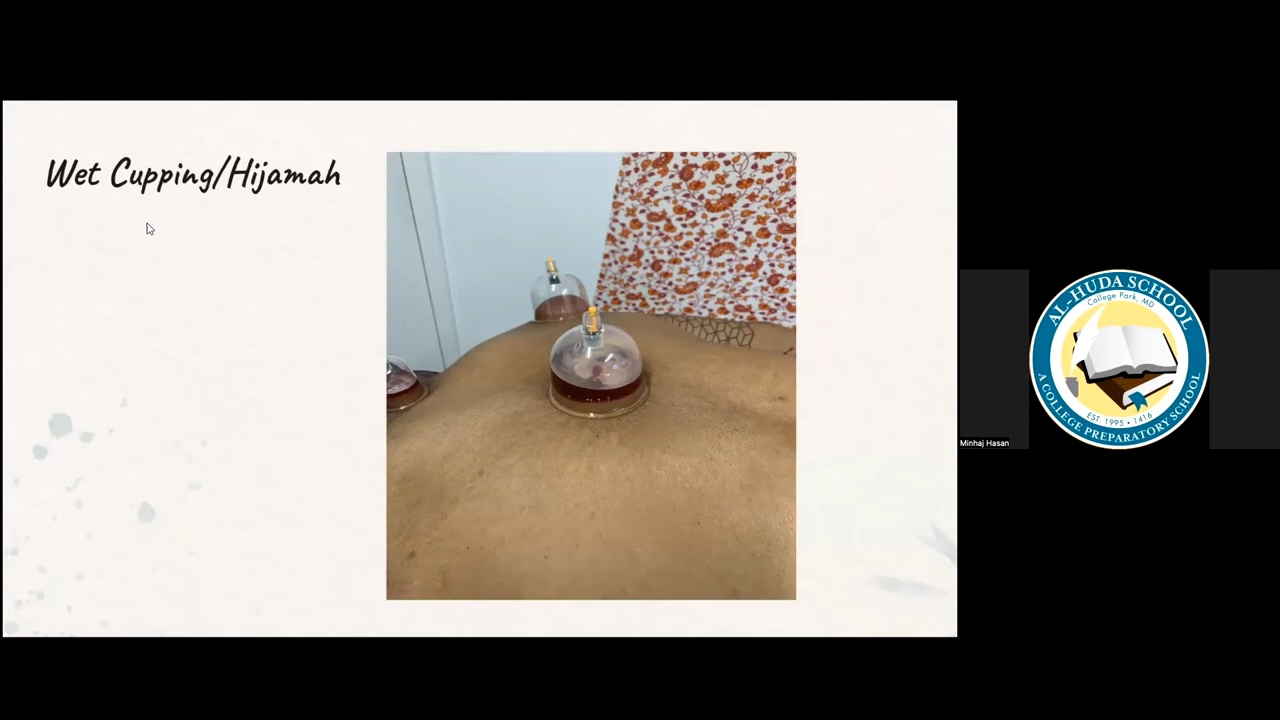 Wet Cupping/Hijamah
AL-HUDA SCHOOL
College Park, MD
EST. 1995 • 1416
A COLLEGE PREPARATORY SCHOOL
Minhaj Hasan